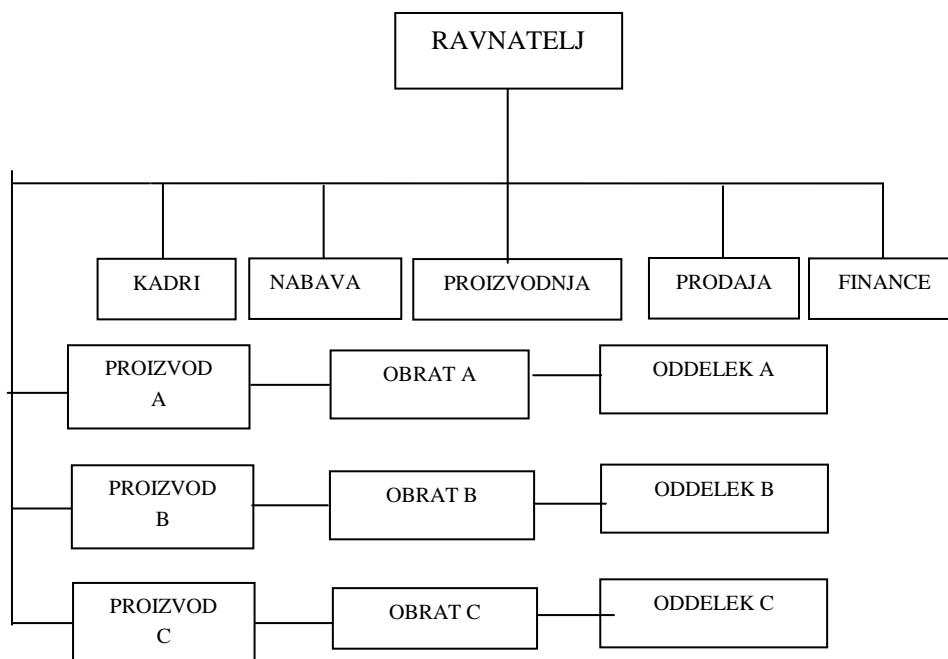 RAVNATELJ
KADRI
NABAVA
PROIZVODNJA
PRODAJA
FINANCE
PROIZVOD
A
OBRAT A
ODDELEK A
PROIZVOD
B
OBRAT B
ODDELEK B
PROIZVOD
C
OBRAT C
ODDELEK C